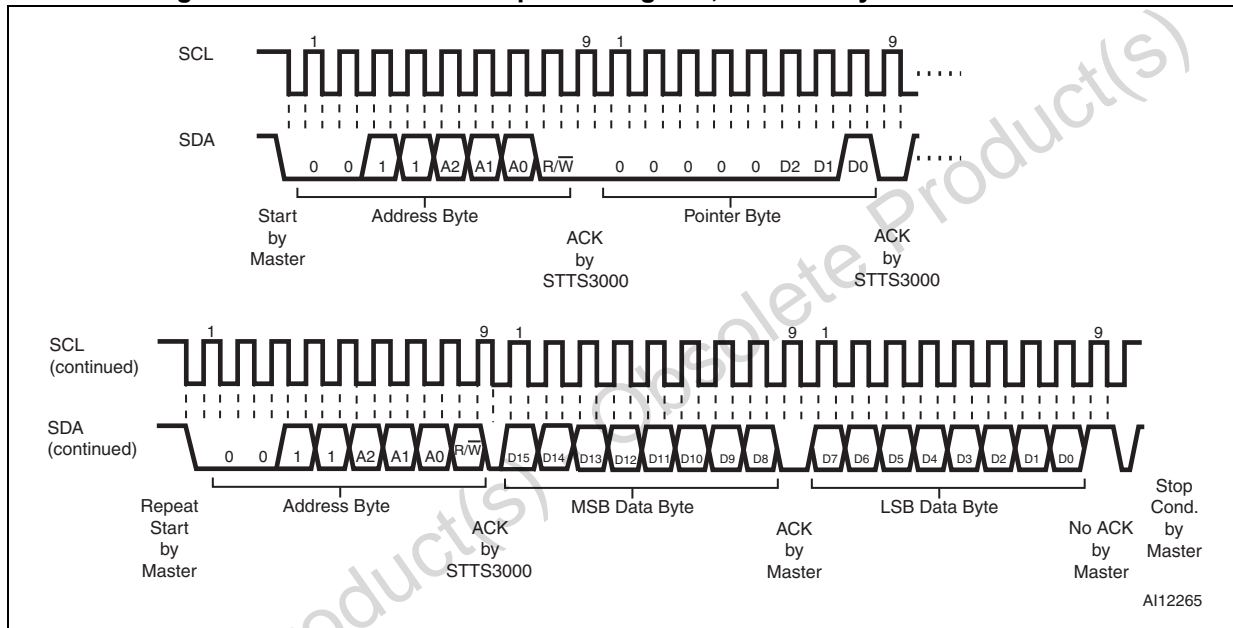 SCL
1 9 1 9
SDA
0 0 1 1 A2 A1 A0 R/W 0 0 0 0 0 D2 D1 D0
Address Byte Pointer Byte
Start by Master
ACK by STTS3000
ACK by STTS3000
SCL (continued)
1 9 1 9 1 9
SDA (continued)
0 0 1 1 A2 A1 A0 R/W D15 D14 D13 D12 D11 D10 D9 D8 D7 D6 D5 D4 D3 D2 D1 D0
Address Byte MSB Data Byte LSB Data Byte
Repeat Start by Master
ACK by STTS3000
ACK by Master
No ACK by Master
Stop Cond. by Master
AI12265
Obsolete Product(s)